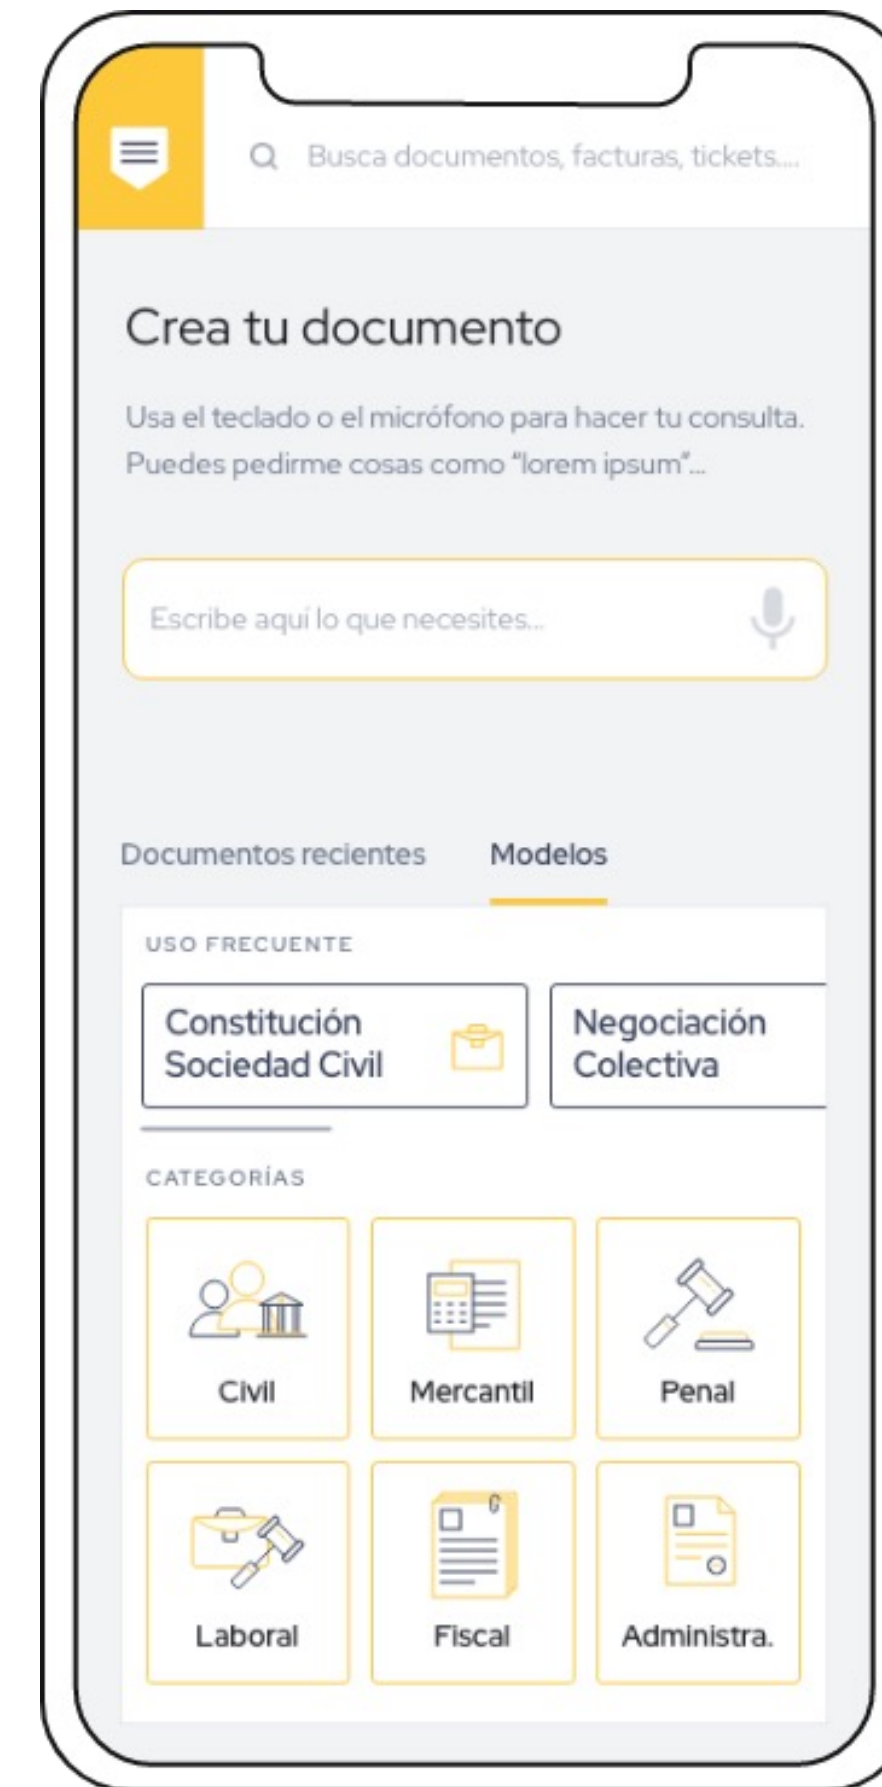 Busca documentos, facturas, tickets....
Crea tu documento
Usa el teclado o el micrófono para hacer tu consulta.
Puedes pedirme cosas como “lorem ipsum”...
Escribe aquí lo que necesites...
Documentos recientes Modelos
USO FRECUENTE
Constitución
Sociedad Civil
Negociación
Colectiva
CATEGORÍAS
Civil Mercantil Penal
Laboral Fiscal Administra.